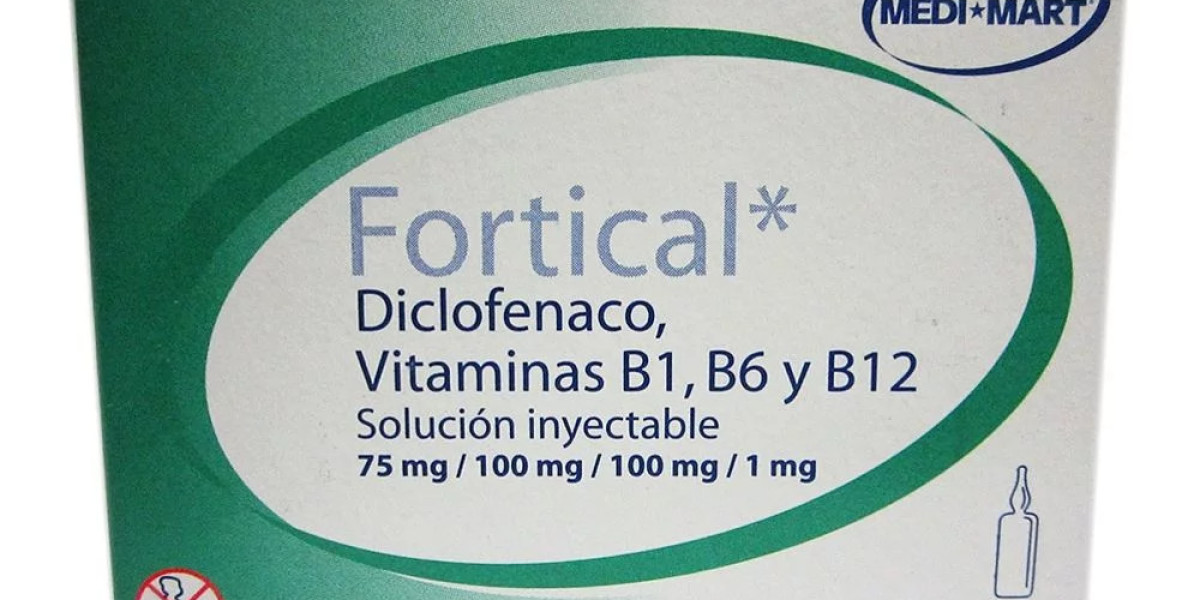 MEDI★MART
Fortical*
Diclofenaco,
Vitaminas B1, B6 y B12
Solución inyectable
75 mg / 100 mg / 100 mg / 1 mg